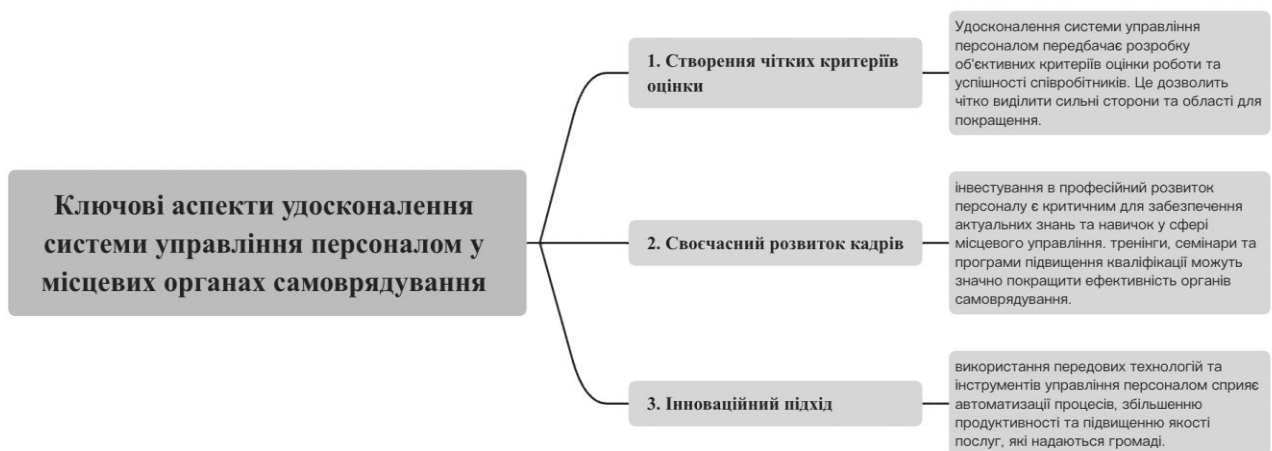 Ключові аспекти удосконалення
системи управління персоналом у
місцевих органах самоврядування
1. Створення чітких критеріїв
оцінки
Удосконалення системи управління
персоналом передбачає розробку
об'єктивних критеріїв оцінки роботи та
успішності співробітників. Це дозволить
чітко виділити сильні сторони та області для
покращення.
2. Своєчасний розвиток кадрів
інвестування в професійний розвиток
персоналу є критичним для забезпечення
актуальних знань та навичок у сфері
місцевого управління. тренінги, семінари та
програми підвищення кваліфікації можуть
значно покращити ефективність органів
самоврядування.
3. Інноваційний підхід
використання передових технологій та
інструментів управління персоналом сприяє
автоматизації процесів, збільшенню
продуктивності та підвищенню якості
послуг, які надаються громаді.